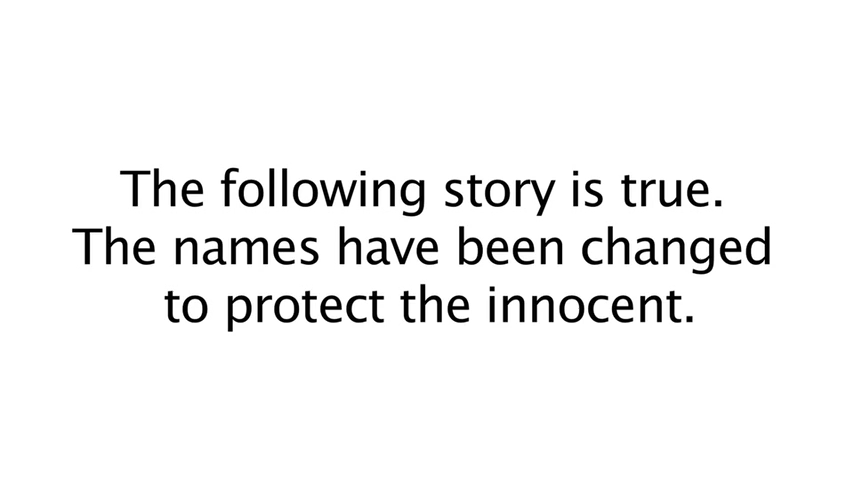 The following story is true.
The names have been changed
to protect the innocent.